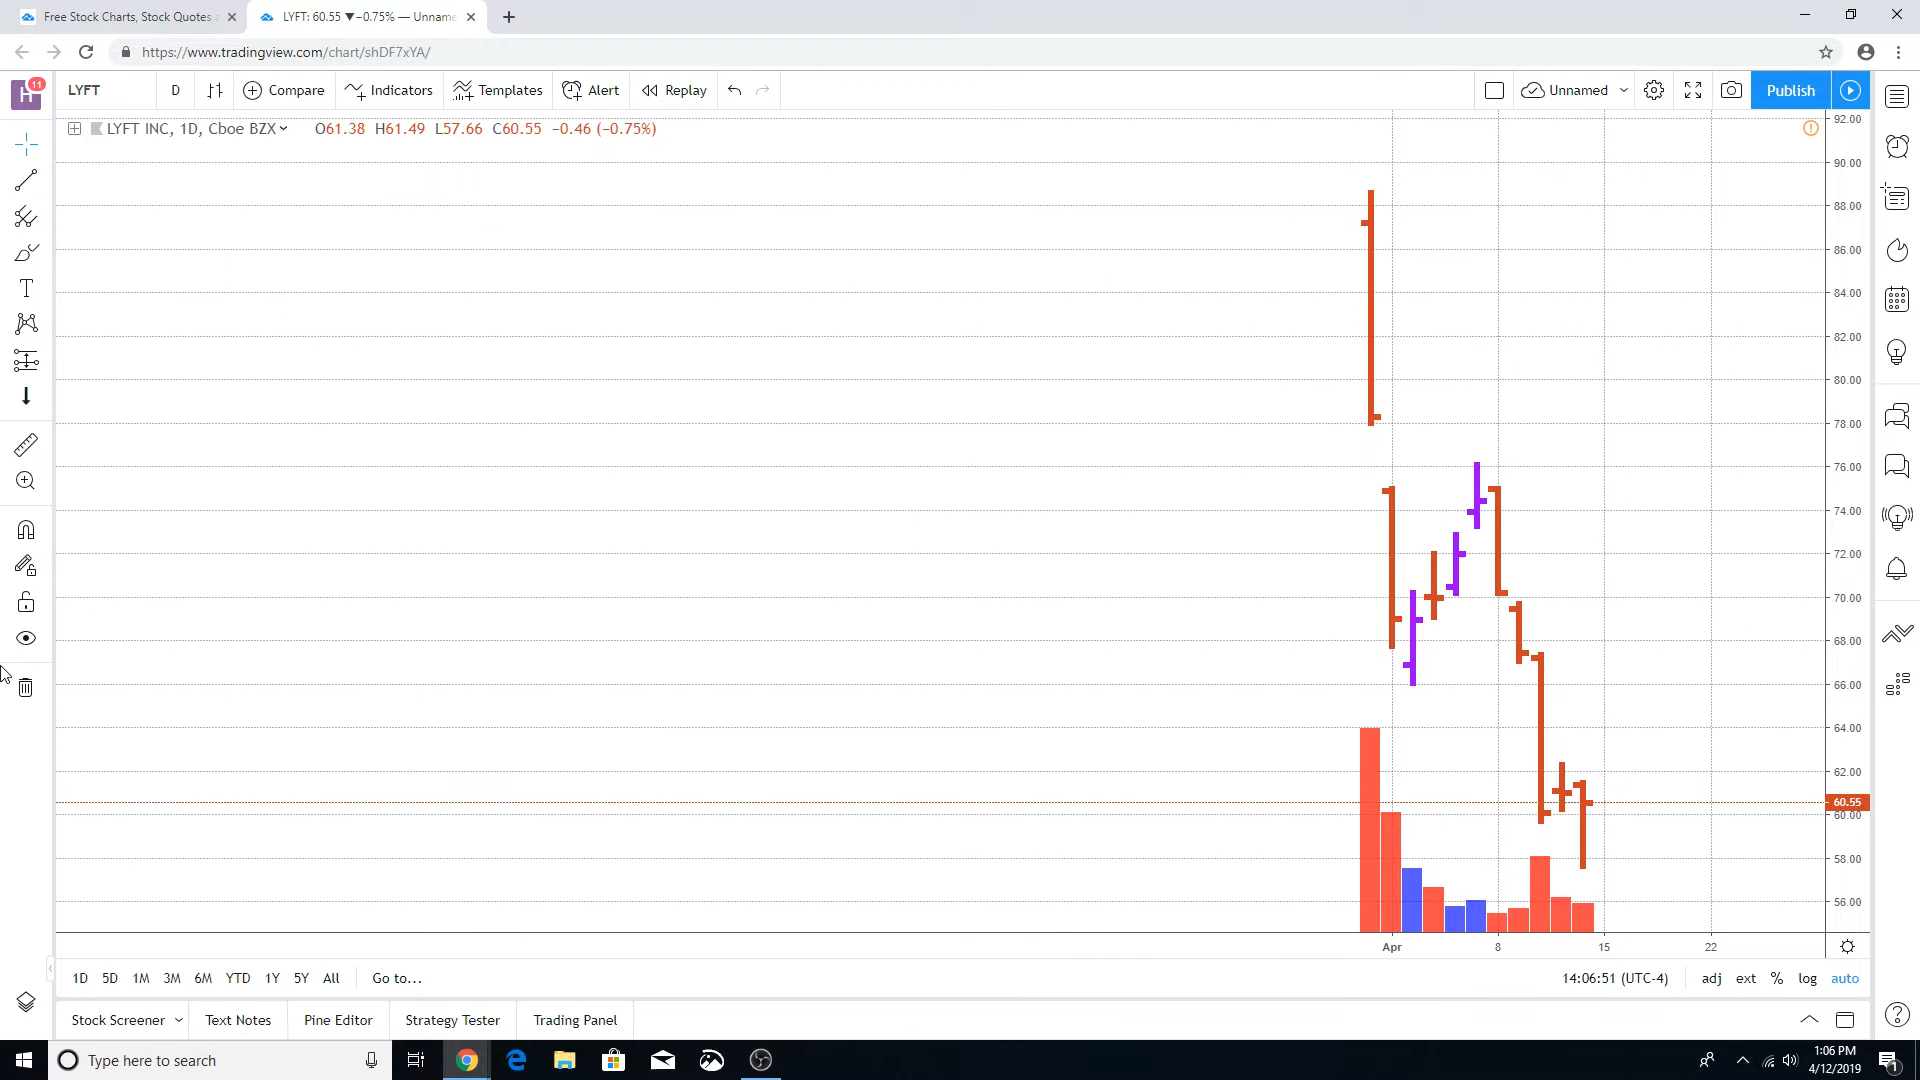 Free Stock Charts, Stock Quotes a
LYFT: 60.55 ▼−0.75% — Unname
https://www.tradingview.com/chart/shDF7xYA/
H
11
LYFT
D
Compare
Indicators
Templates
Alert
Replay
Unnamed
Publish
LYFT INC, 1D, Cboe BZX
O61.38 H61.49 L57.66 C60.55 −0.46 (−0.75%)
92.00
90.00
88.00
86.00
84.00
82.00
80.00
78.00
76.00
74.00
72.00
70.00
68.00
66.00
64.00
62.00
60.55
60.00
58.00
56.00
Apr
8
15
22
1D 5D 1M 3M 6M YTD 1Y 5Y All Go to...
14:06:51 (UTC-4)
adj ext % log auto
Stock Screener
Text Notes
Pine Editor
Strategy Tester
Trading Panel
Type here to search
1:06 PM
4/12/2019
1